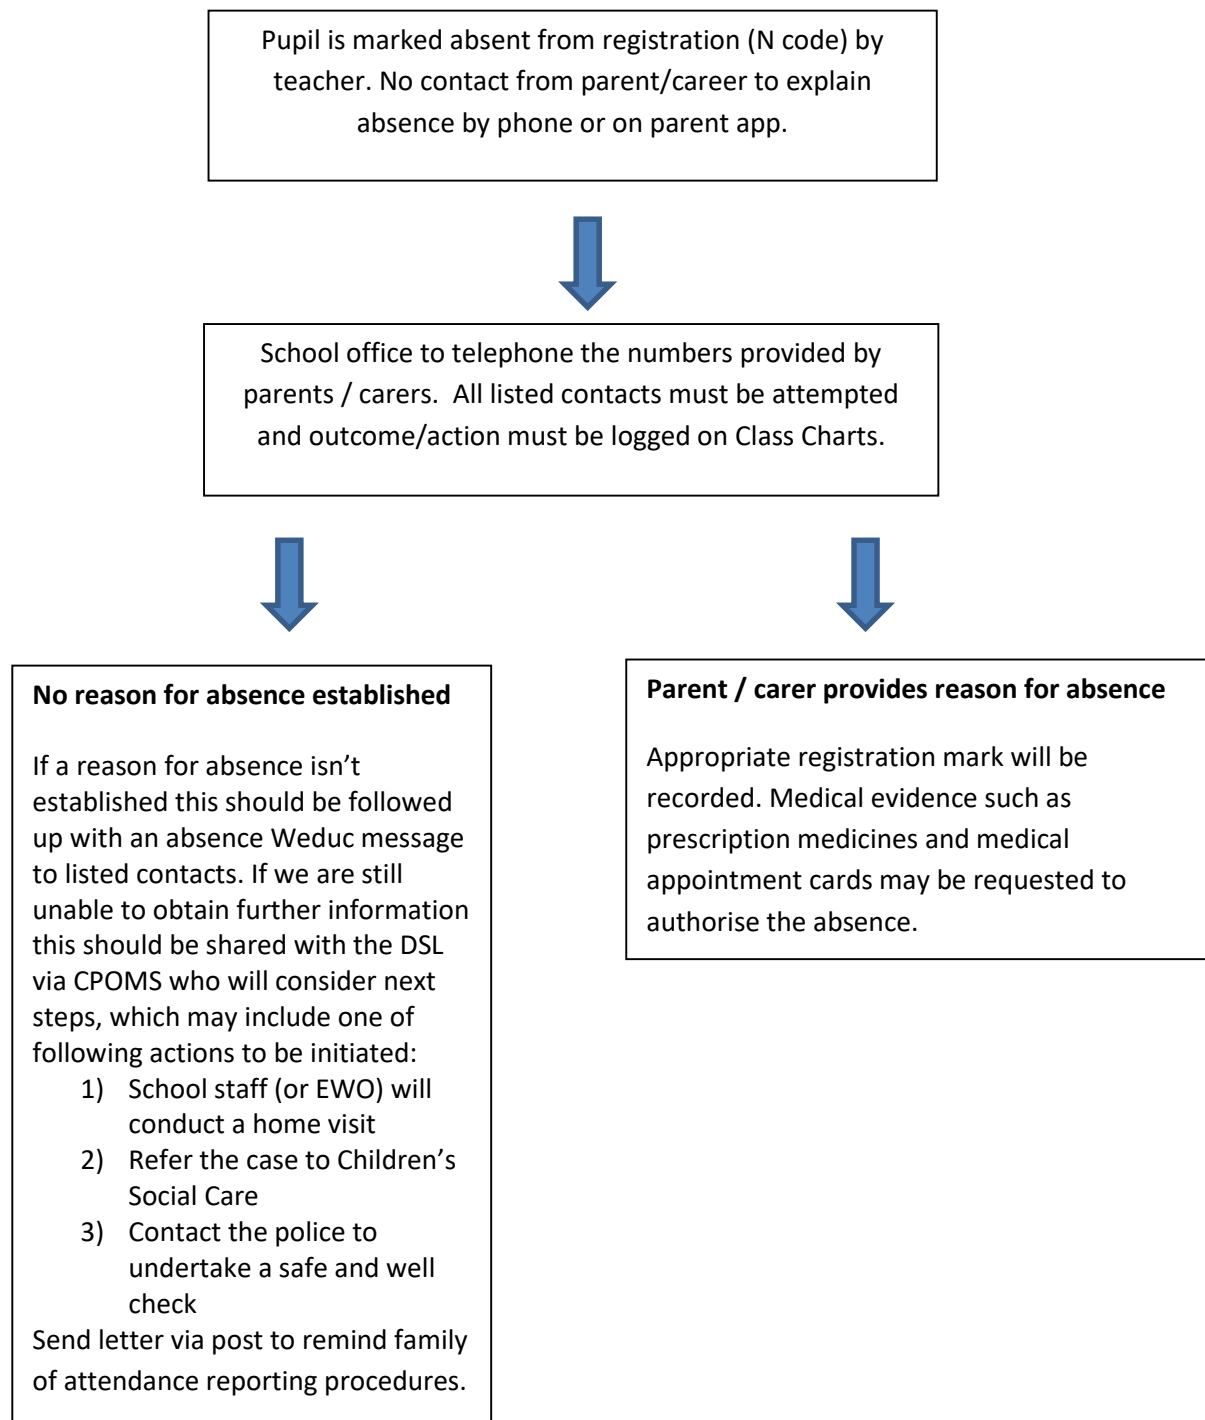 Pupil is marked absent from registration (N code) by
teacher. No contact from parent/career to explain
absence by phone or on parent app.
School office to telephone the numbers provided by
parents / carers.  All listed contacts must be attempted
and outcome/action must be logged on Class Charts.
No reason for absence established
If a reason for absence isn’t
established this should be followed
up with an absence Weduc message
to listed contacts. If we are still
unable to obtain further information
this should be shared with the DSL
via CPOMS who will consider next
steps, which may include one of
following actions to be initiated:
1) School staff (or EWO) will
conduct a home visit
2) Refer the case to Children’s
Social Care
3) Contact the police to
undertake a safe and well
check
Send letter via post to remind family
of attendance reporting procedures.
Parent / carer provides reason for absence
Appropriate registration mark will be
recorded. Medical evidence such as
prescription medicines and medical
appointment cards may be requested to
authorise the absence.